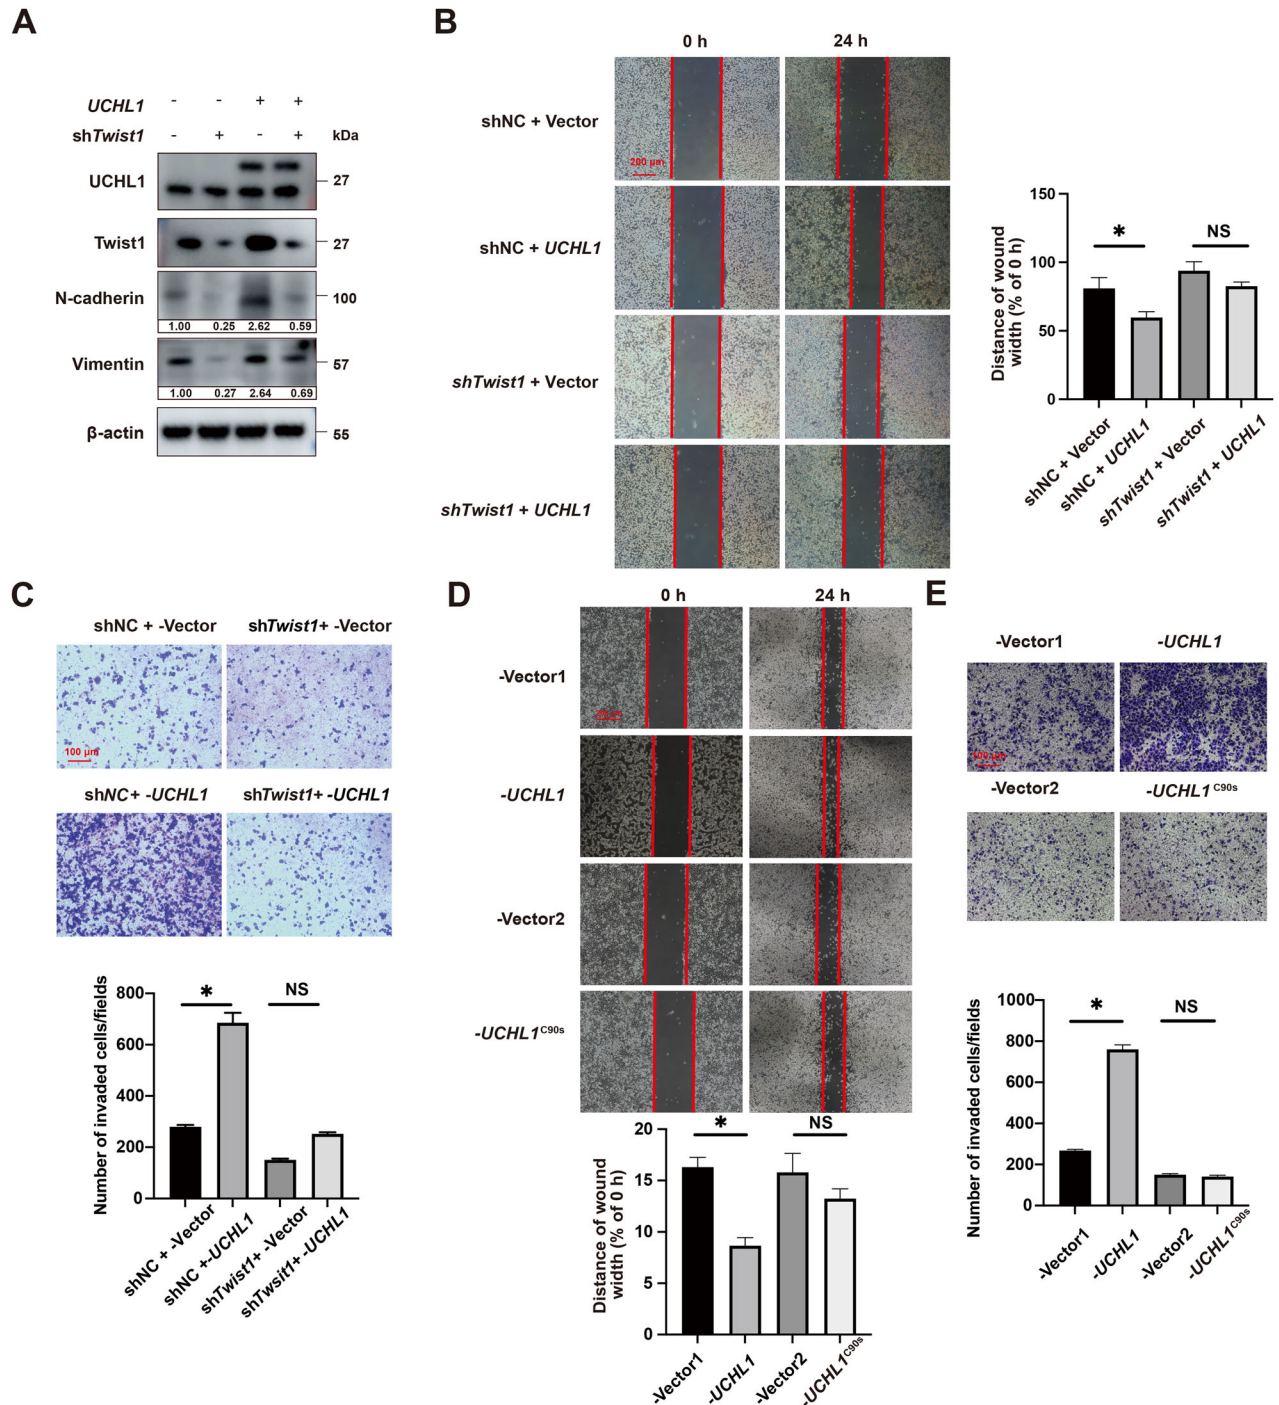 A
UCHL1 - - + +
shTwist1 - + - + kDa
UCHL1 27
Twist1 27
N-cadherin 100
1.00 0.25 2.62 0.59
Vimentin 57
1.00 0.27 2.64 0.69
β-actin 55
B
0 h 24 h
shNC + Vector
200 μm
shNC + UCHL1
shTwist1 + Vector
shTwist1 + UCHL1
Distance of wound
width (% of 0 h)
150
100
50
0
* NS
shNC + Vector
shNC + UCHL1
shTwist1 + Vector
shTwist1 + UCHL1
C
shNC + -Vector shTwist1+ -Vector
100 μm
shNC+ -UCHL1 shTwist1+ -UCHL1
Number of invaded cells/fields
800
600
400
200
0
* NS
shNC + -Vector
shNC +-UCHL1
shTwist1+ -Vector
shTwsit1+ -UCHL1
D
0 h 24 h
-Vector1
-UCHL1
-Vector2
-UCHL1C90s
Distance of wound
width (% of 0 h)
20
15
10
5
0
* NS
-Vector1
-UCHL1
-Vector2
-UCHL1C90s
E
-Vector1 -UCHL1
100 μm
-Vector2 -UCHL1C90s
Number of invaded cells/fields
1000
800
600
400
200
0
* NS
-Vector1
-UCHL1
-Vector2
-UCHL1C90s